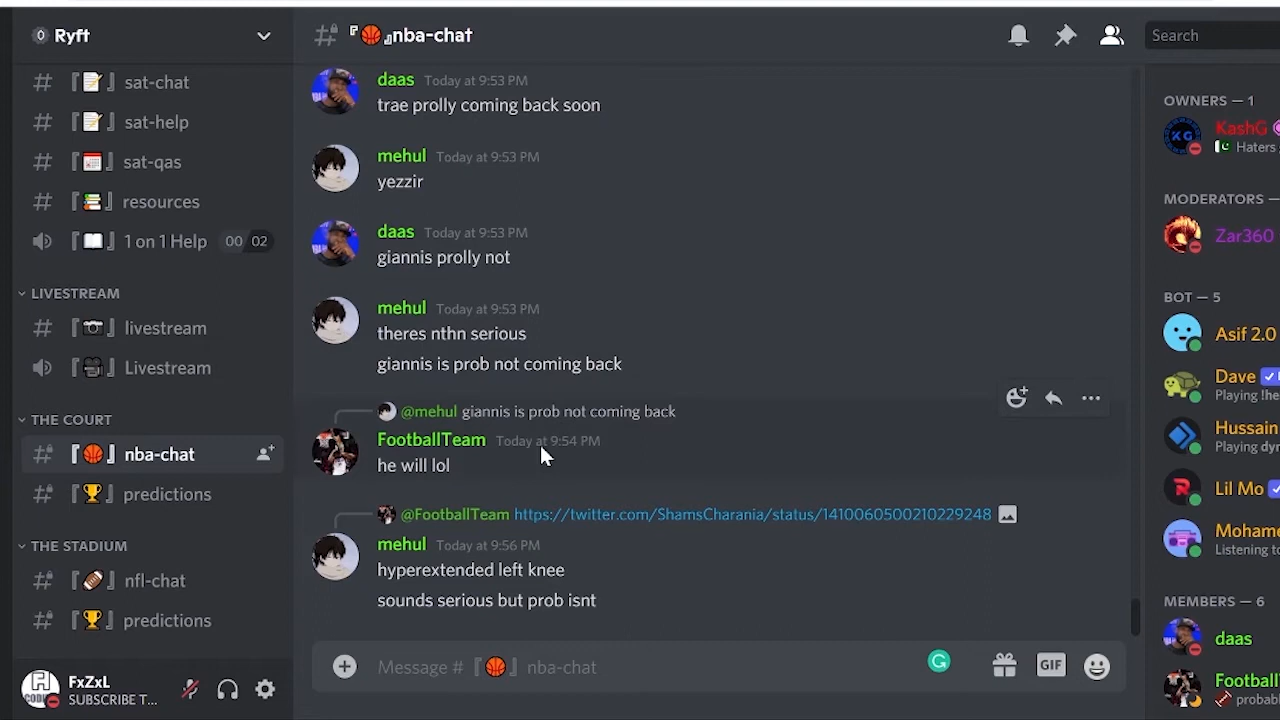 Ryft
sat-chat
sat-help
sat-qas
resources
1 on 1 Help 00 02
LIVESTREAM
livestream
Livestream
THE COURT
nba-chat
predictions
THE STADIUM
nfl-chat
predictions
FxZxL
SUBSCRIBE T...
nba-chat
Search
daas Today at 9:53 PM
trae prolly coming back soon
mehul Today at 9:53 PM
yezzir
daas Today at 9:53 PM
giannis prolly not
mehul Today at 9:53 PM
theres nthn serious
giannis is prob not coming back
@mehul giannis is prob not coming back
FootballTeam Today at 9:54 PM
he will lol
@FootballTeam https://twitter.com/ShamsCharania/status/1410060500210229248
mehul Today at 9:56 PM
hyperextended left knee
sounds serious but prob isnt
Message # 『🏀』 nba-chat
GIF
OWNERS — 1
KashG
KG
Haters
MODERATORS —
Zar360
BOT — 5
Asif 2.0
Dave
Playing !he
Hussain
Playing dyn
Lil Mo
Mohame
Listening to
MEMBERS — 6
daas
Football
probab